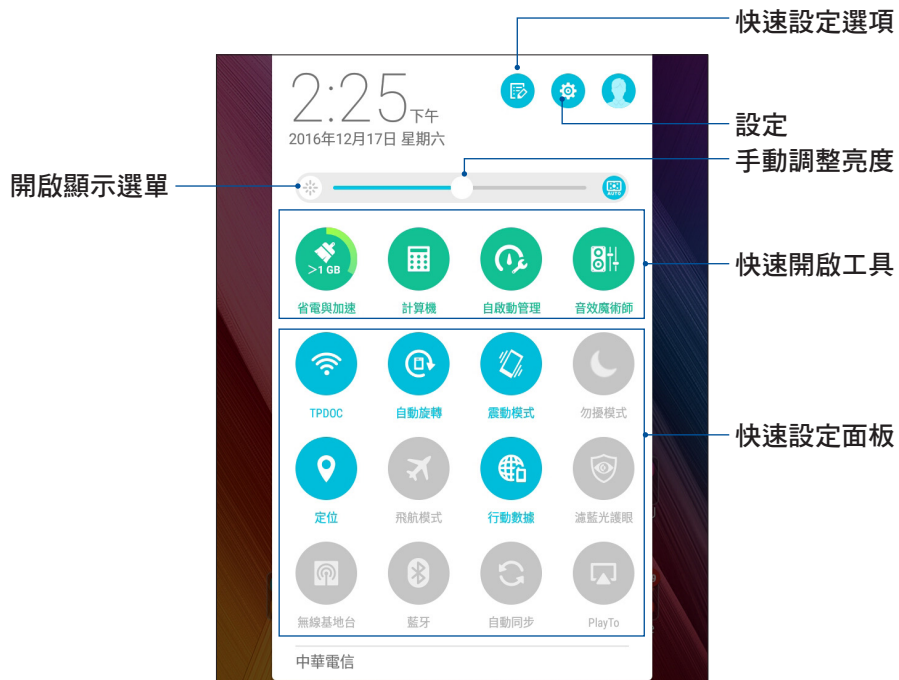 快速設定選項
2:25下午
2016年12月17日 星期六
設定
手動調整亮度
開啟顯示選單
AUTO
>1 GB
省電與加速
計算機
自啟動管理
音效魔術師
快速開啟工具
TPDOC
自動旋轉
震動模式
勿擾模式
快速設定面板
定位
飛航模式
行動數據
濾藍光護眼
無線基地台
藍牙
自動同步
PlayTo
中華電信